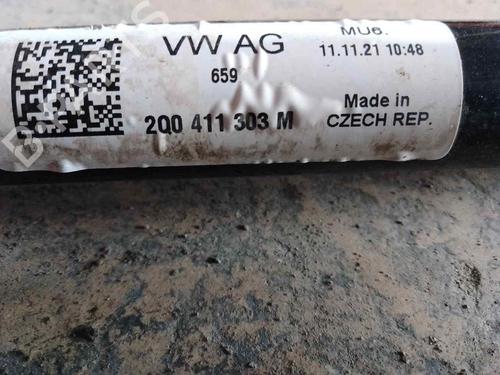 VW AG
659
2Q0 411 303 M
MU6.
11.11.21 10:48
Made in
CZECH REP.